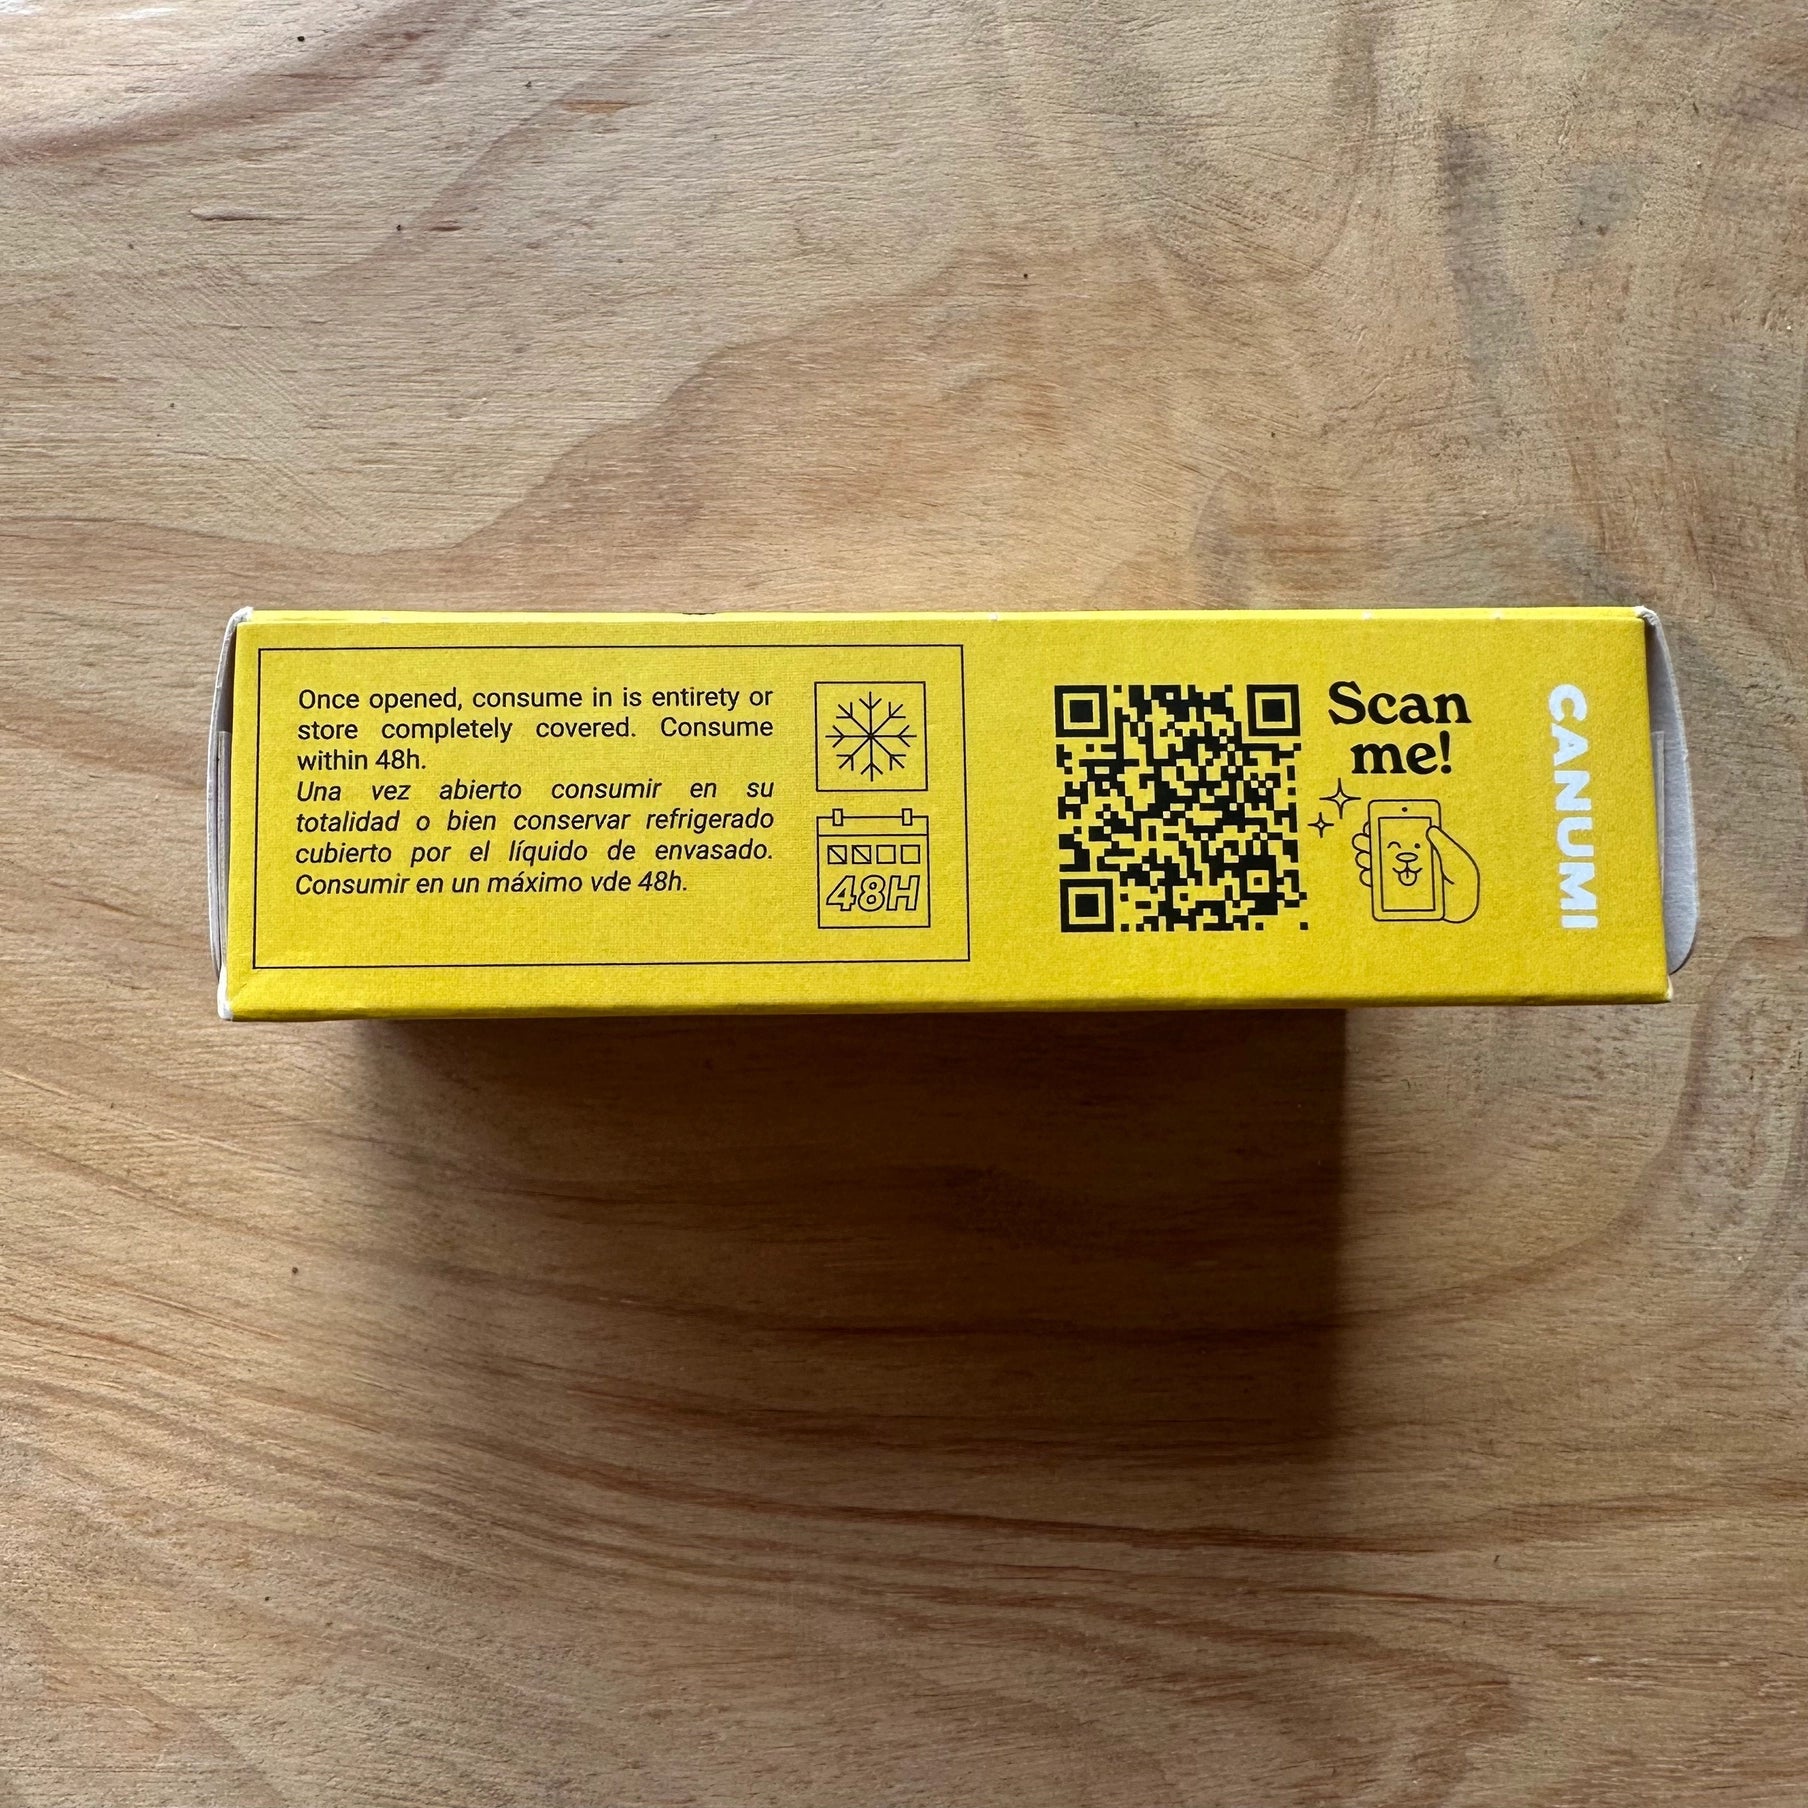 Once opened, consume in is entirety or
store completely covered. Consume
within 48h.
Una vez abierto consumir en su
totalidad o bien conservar refrigerado
cubierto por el líquido de envasado.
Consumir en un máximo vde 48h.
48H
Scan
me!
CANUMI